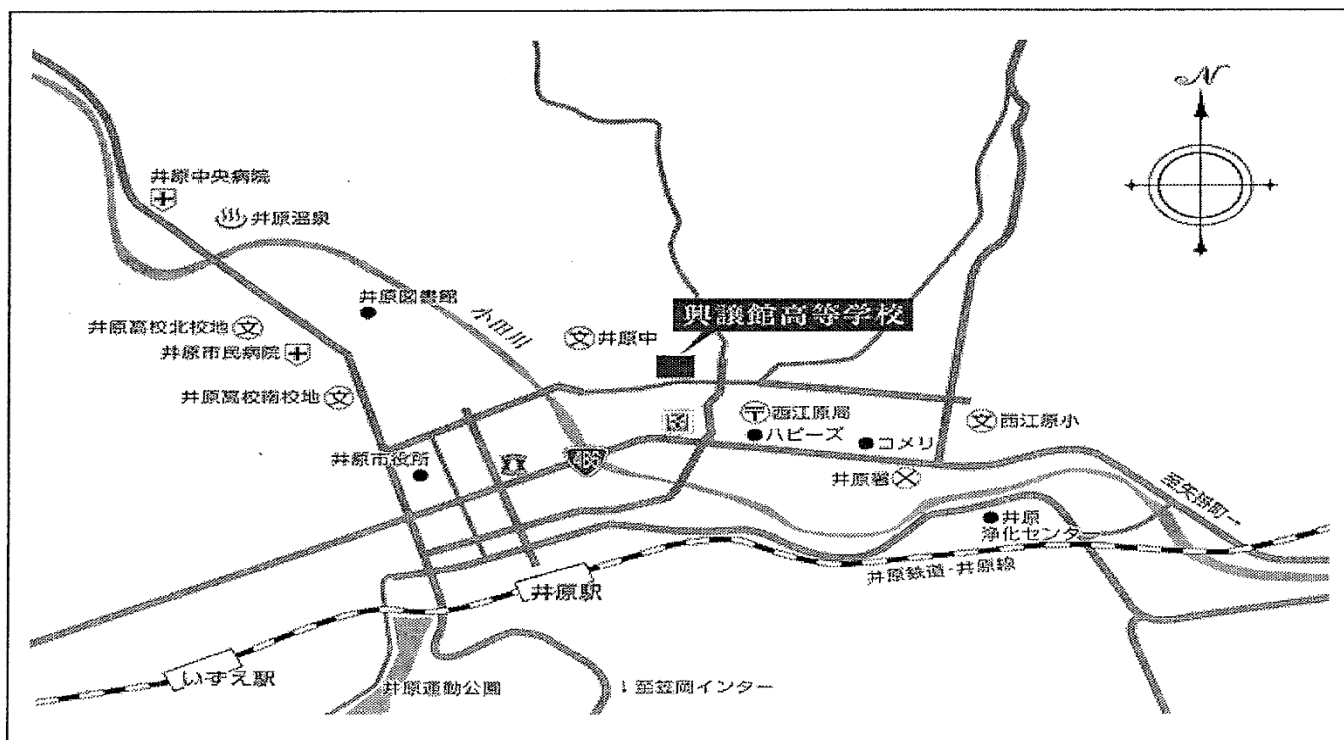 N
井原中央病院
井原温泉
井原図書館
小田川
興譲館高等学校
井原高校北校地 文
文 井原中
井原市民病院
井原高校南校地 文
〒西江原局
文 西江原小
ハピーズ
コメリ
井原市役所
井原署
至矢掛町→
井原
浄化センター
井原鉄道・井原線
井原駅
いずえ駅
井原運動公園
↓至笠岡インター